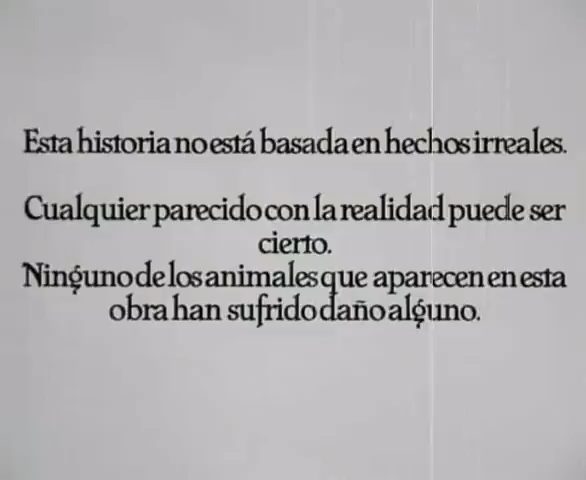 Esta historia no está basada en hechos irreales.
Cualquier parecido con la realidad puede ser
cierto.
Ninguno de los animales que aparecen en esta
obra han sufrido daño alguno.